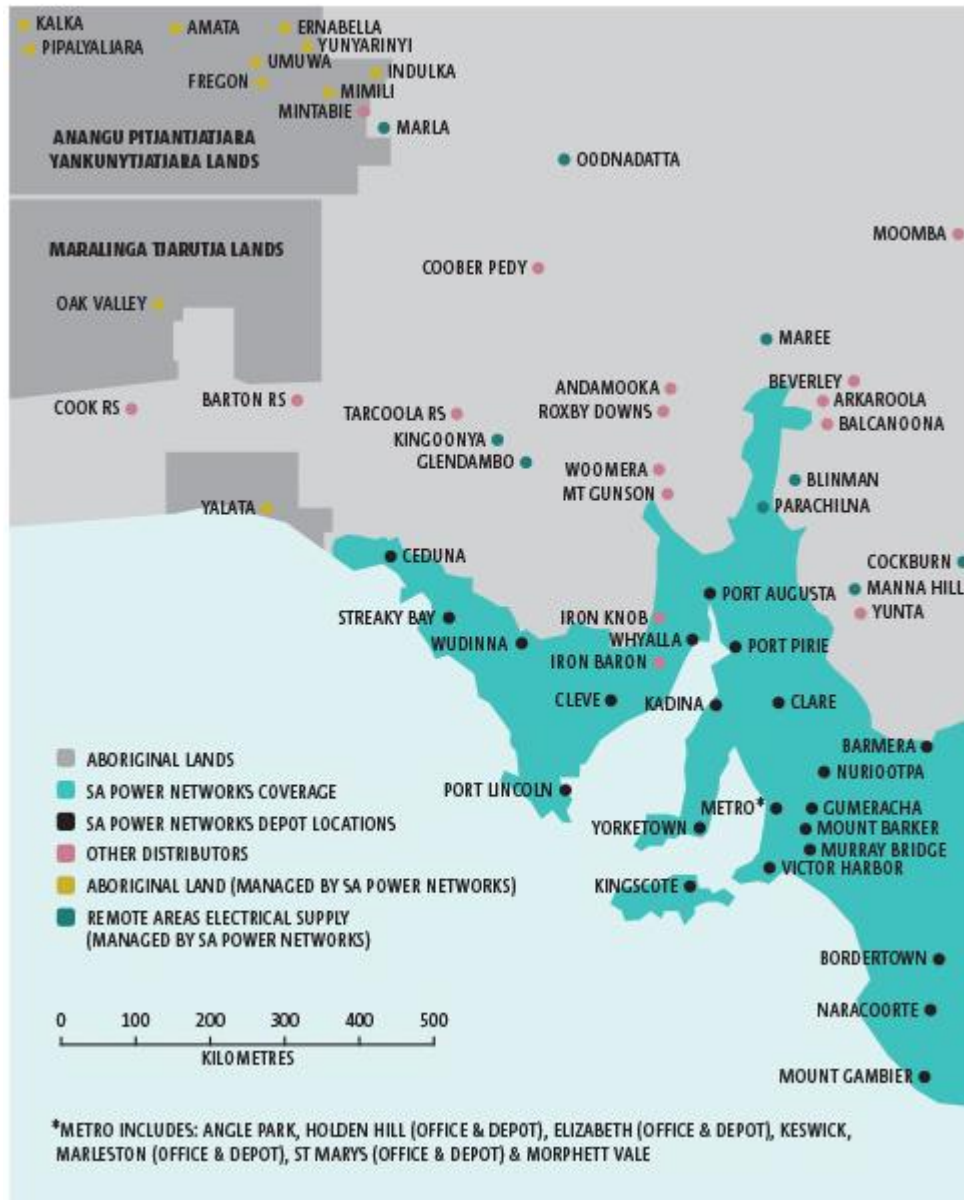 KALKA
AMATA
ERNABELLA
PIPALYALJARA
YUNYARINYI
UMUWA
FREGON
INDULKA
MIMILI
MINTABIE
MARLA
ANANGU PITJANTJATJARA
YANKUNYTJATJARA LANDS
OODNADATTA
MOOMBA
MARALINGA TJARUTJA LANDS
COOBER PEDY
OAK VALLEY
MAREE
BEVERLEY
ANDAMOOKA
ARKAROOLA
BARTON RS
COOK RS
TARCOOLA RS
ROXBY DOWNS
BALCANOONA
KINGOONYA
GLENDAMBO
WOOMERA
BLINMAN
MT GUNSON
YALATA
PARACHILNA
CEDUNA
COCKBURN
PORT AUGUSTA
MANNA HILL
STREAKY BAY
IRON KNOB
YUNTA
WUDINNA
WHYALLA
PORT PIRIE
IRON BARON
CLEVE
KADINA
CLARE
BARMERA
ABORIGINAL LANDS
NURIOOTPA
SA POWER NETWORKS COVERAGE
PORT LINCOLN
METRO*
GUMERACHA
SA POWER NETWORKS DEPOT LOCATIONS
YORKETOWN
MOUNT BARKER
OTHER DISTRIBUTORS
MURRAY BRIDGE
VICTOR HARBOR
ABORIGINAL LAND (MANAGED BY SA POWER NETWORKS)
KINGSCOTE
REMOTE AREAS ELECTRICAL SUPPLY
(MANAGED BY SA POWER NETWORKS)
BORDERTOWN
NARACOORTE
0 100 200 300 400 500
KILOMETRES
MOUNT GAMBIER
*METRO INCLUDES: ANGLE PARK, HOLDEN HILL (OFFICE & DEPOT), ELIZABETH (OFFICE & DEPOT), KESWICK,
MARLESTON (OFFICE & DEPOT), ST MARYS (OFFICE & DEPOT) & MORPHETT VALE